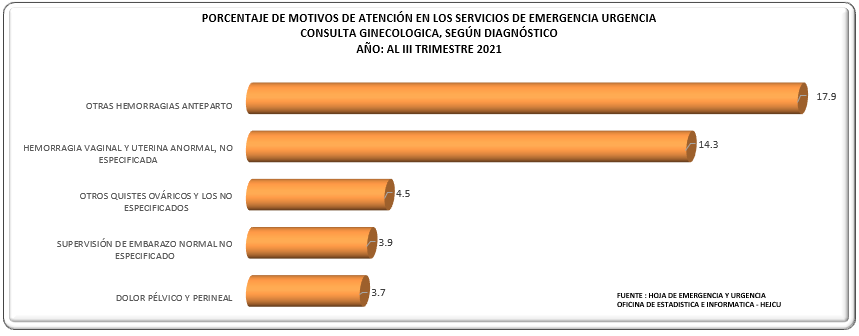 PORCENTAJE DE MOTIVOS DE ATENCIÓN EN LOS SERVICIOS DE EMERGENCIA URGENCIA
CONSULTA GINECOLOGICA, SEGÚN DIAGNÓSTICO
AÑO: AL III TRIMESTRE 2021
OTRAS HEMORRAGIAS ANTEPARTO
17.9
HEMORRAGIA VAGINAL Y UTERINA ANORMAL, NO
ESPECIFICADA
14.3
OTROS QUISTES OVÁRICOS Y LOS NO
ESPECIFICADOS
4.5
SUPERVISIÓN DE EMBARAZO NORMAL NO
ESPECIFICADO
3.9
DOLOR PÉLVICO Y PERINEAL
3.7
FUENTE : HOJA DE EMERGENCIA Y URGENCIA
OFICINA DE ESTADISTICA E INFORMATICA - HEJCU